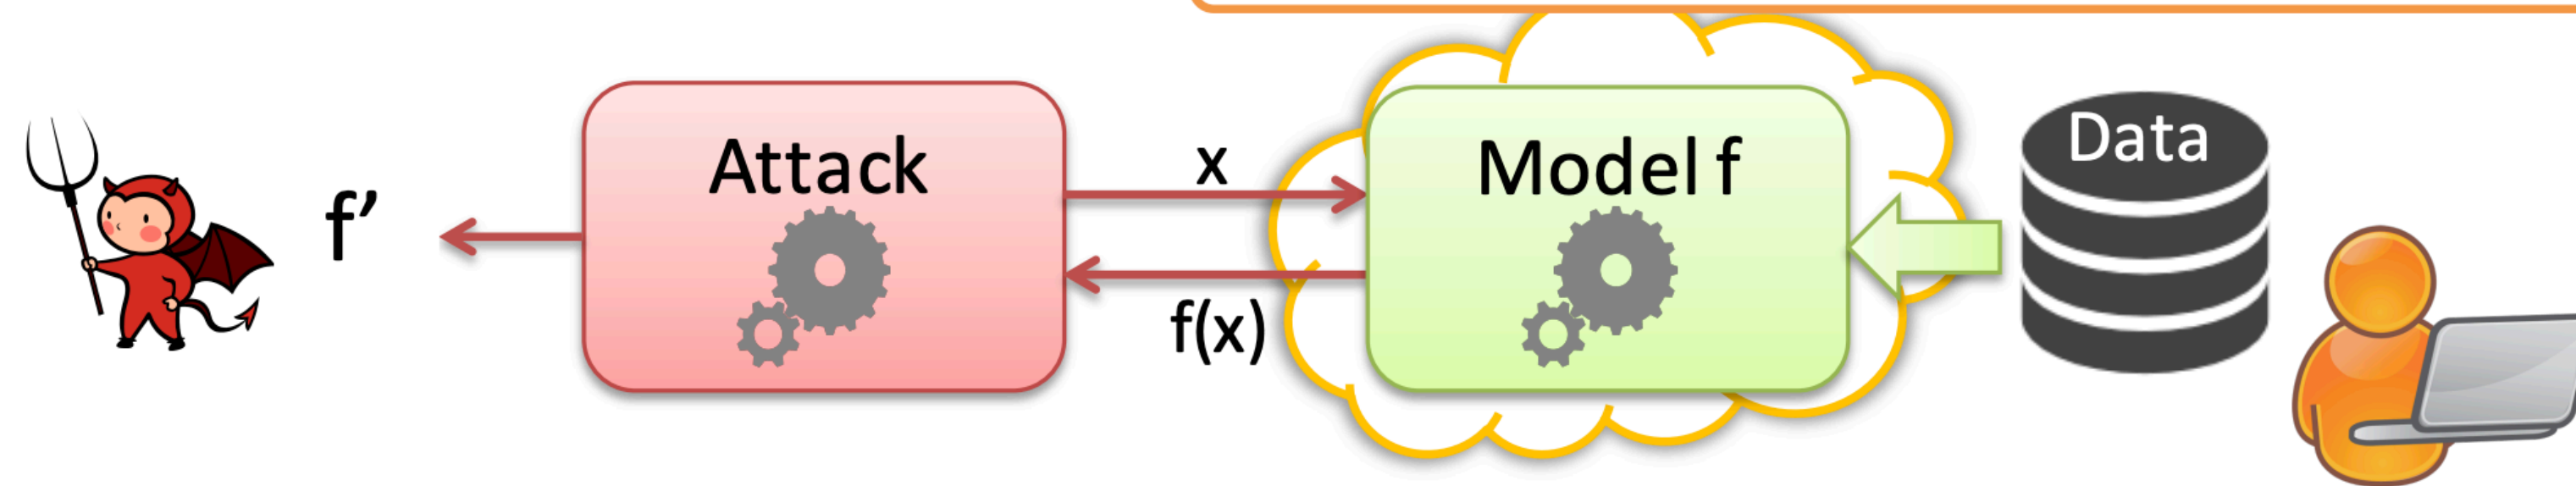 f’
Attack
x
f(x)
Model f
Data